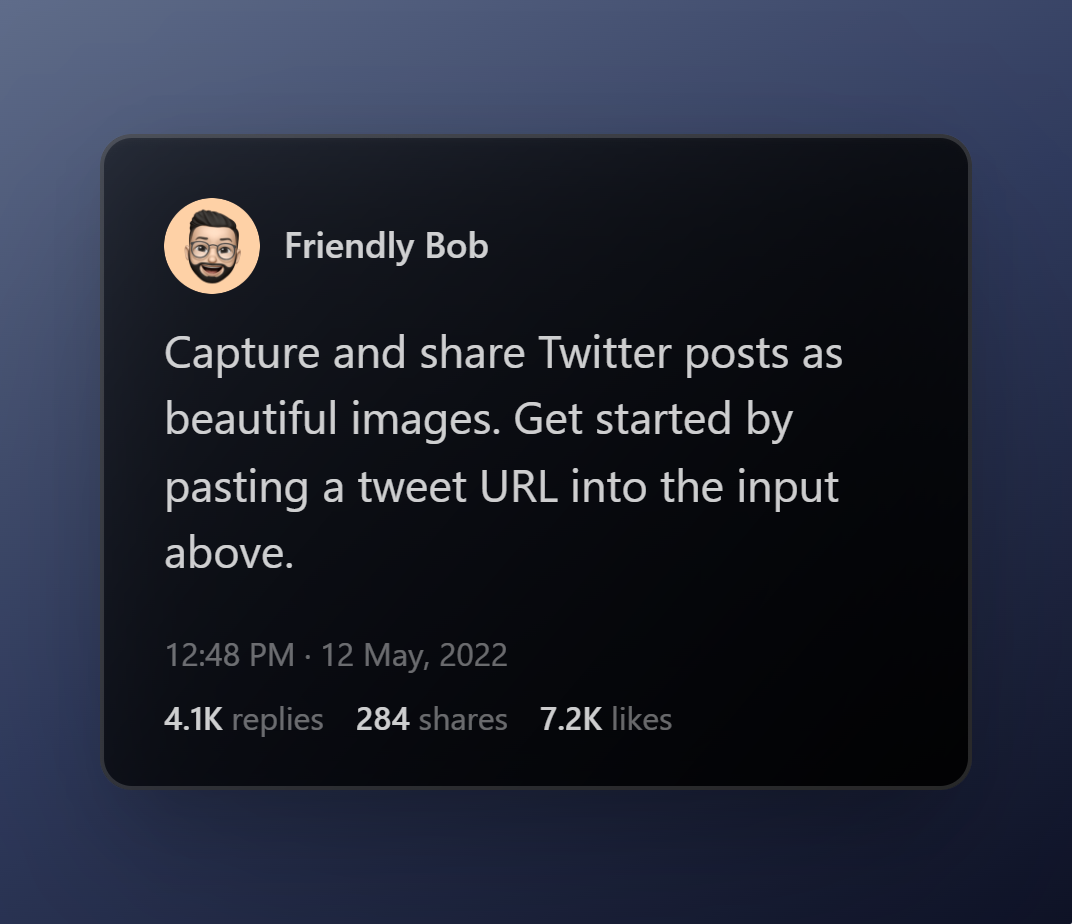 Friendly Bob
Capture and share Twitter posts as
beautiful images. Get started by
pasting a tweet URL into the input
above.
12:48 PM · 12 May, 2022
4.1K replies 284 shares 7.2K likes